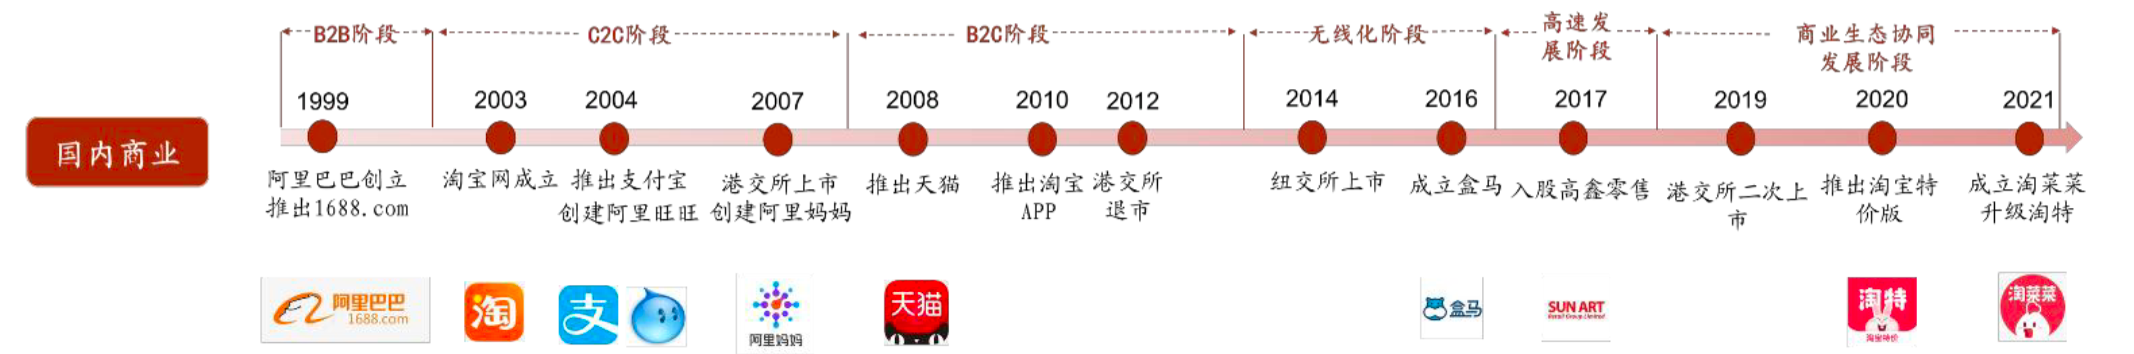 B2B阶段
C2C阶段
B2C阶段
无线化阶段
高速发
展阶段
商业生态协同
发展阶段
1999
2003
2004
2007
2008
2010
2012
2014
2016
2017
2019
2020
2021
国内商业
阿里巴巴创立
推出1688.com
淘宝网成立
推出支付宝
创建阿里旺旺
港交所上市
创建阿里妈妈
推出天猫
推出淘宝
APP
港交所
退市
纽交所上市
成立盒马
入股高鑫零售
港交所二次上
市
推出淘宝特
价版
成立淘菜菜
升级淘特
阿里巴巴
1688.com
淘
支
阿里妈妈
天猫
盒马
SUN ART
Retail Group Limited
淘特
淘宝特价
淘菜菜